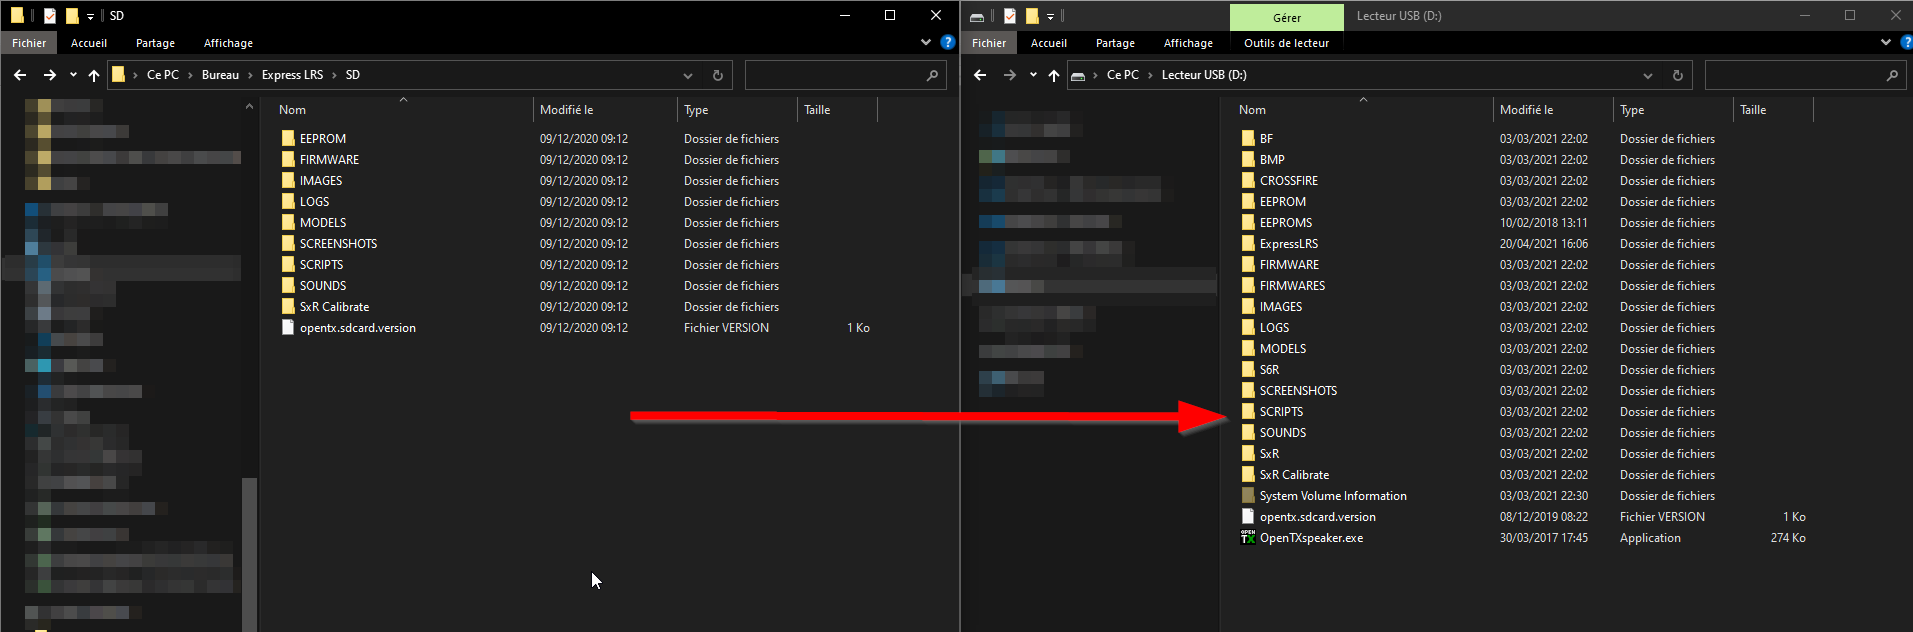 SD
Fichier Accueil Partage Affichage
Ce PC › Bureau › Express LRS › SD
Nom Modifié le Type Taille
EEPROM 09/12/2020 09:12 Dossier de fichiers
FIRMWARE 09/12/2020 09:12 Dossier de fichiers
IMAGES 09/12/2020 09:12 Dossier de fichiers
LOGS 09/12/2020 09:12 Dossier de fichiers
MODELS 09/12/2020 09:12 Dossier de fichiers
SCREENSHOTS 09/12/2020 09:12 Dossier de fichiers
SCRIPTS 09/12/2020 09:12 Dossier de fichiers
SOUNDS 09/12/2020 09:12 Dossier de fichiers
SxR Calibrate 09/12/2020 09:12 Dossier de fichiers
opentx.sdcard.version 09/12/2020 09:12 Fichier VERSION 1 Ko
Gérer Lecteur USB (D:)
Fichier Accueil Partage Affichage Outils de lecteur
Ce PC › Lecteur USB (D:)
Nom Modifié le Type Taille
BF 03/03/2021 22:02 Dossier de fichiers
BMP 03/03/2021 22:02 Dossier de fichiers
CROSSFIRE 03/03/2021 22:02 Dossier de fichiers
EEPROM 03/03/2021 22:02 Dossier de fichiers
EEPROMS 10/02/2018 13:11 Dossier de fichiers
ExpressLRS 20/04/2021 16:06 Dossier de fichiers
FIRMWARE 03/03/2021 22:02 Dossier de fichiers
FIRMWARES 03/03/2021 22:02 Dossier de fichiers
IMAGES 03/03/2021 22:02 Dossier de fichiers
LOGS 03/03/2021 22:02 Dossier de fichiers
MODELS 03/03/2021 22:02 Dossier de fichiers
S6R 03/03/2021 22:02 Dossier de fichiers
SCREENSHOTS 03/03/2021 22:02 Dossier de fichiers
SCRIPTS 03/03/2021 22:02 Dossier de fichiers
SOUNDS 03/03/2021 22:02 Dossier de fichiers
SxR 03/03/2021 22:02 Dossier de fichiers
SxR Calibrate 03/03/2021 22:02 Dossier de fichiers
System Volume Information 03/03/2021 22:30 Dossier de fichiers
opentx.sdcard.version 08/12/2019 08:22 Fichier VERSION 1 Ko
OpenTXspeaker.exe 30/03/2017 17:45 Application 274 Ko